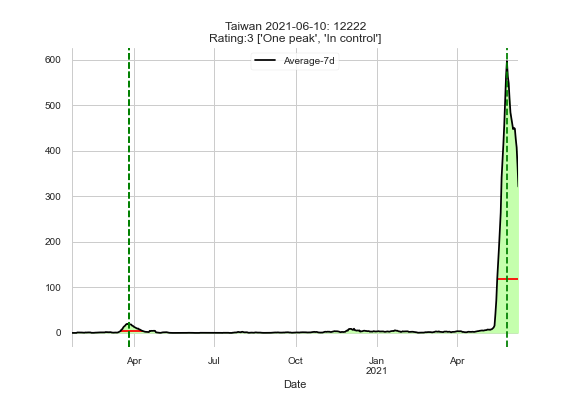 Taiwan 2021-06-10: 12222
Rating:3 ['One peak', 'In control']
Average-7d
600
500
400
300
200
100
0
Apr
Jul
Oct
Jan
2021
Apr
Date